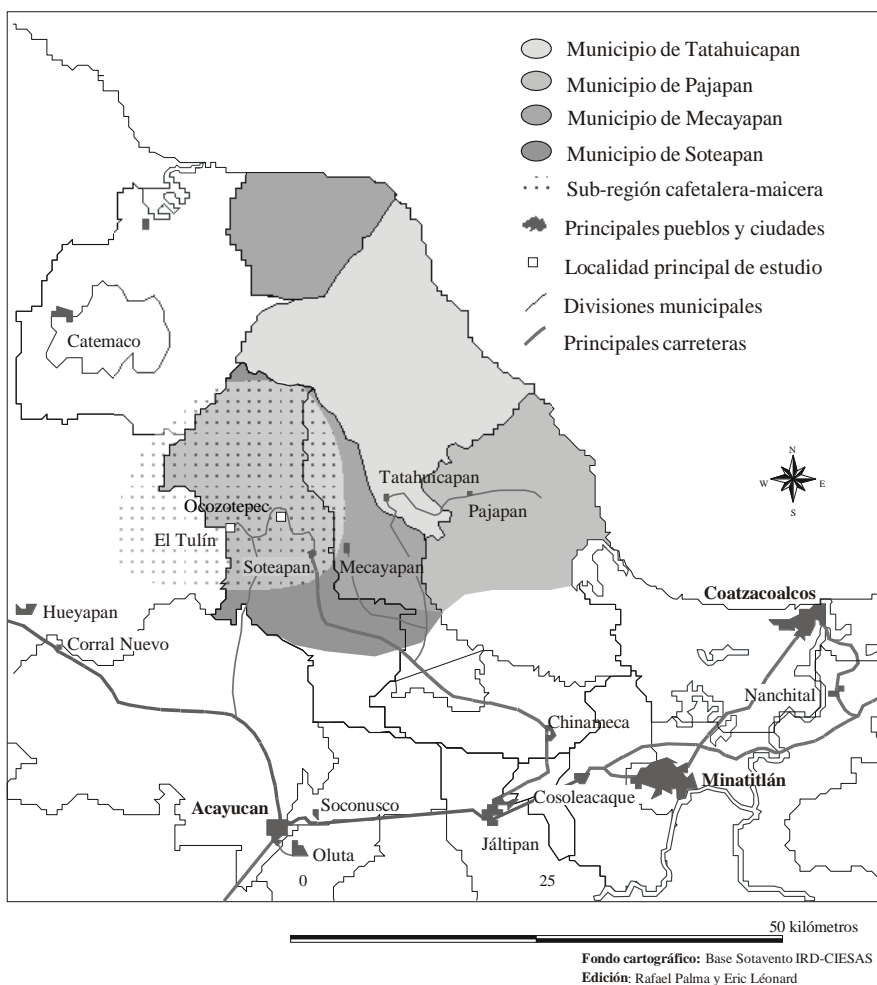 Municipio de Tatahuicapan
Municipio de Pajapan
Municipio de Mecayapan
Municipio de Soteapan
Sub-región cafetalera-maicera
Principales pueblos y ciudades
Localidad principal de estudio
Divisiones municipales
Principales carreteras
Catemaco
N
W E
S
Tatahuicapan
Pajapan
Ocozotepec
El Tulín
Soteapan
Mecayapan
Coatzacoalcos
Hueyapan
Corral Nuevo
Nanchital
Chinameca
Minatitlán
Cosoleacaque
Acayucan
Soconusco
Jáltipan
Oluta
0 25
50 kilómetros
Fondo cartográfico: Base Sotavento IRD-CIESAS
Edición: Rafael Palma y Eric Léonard